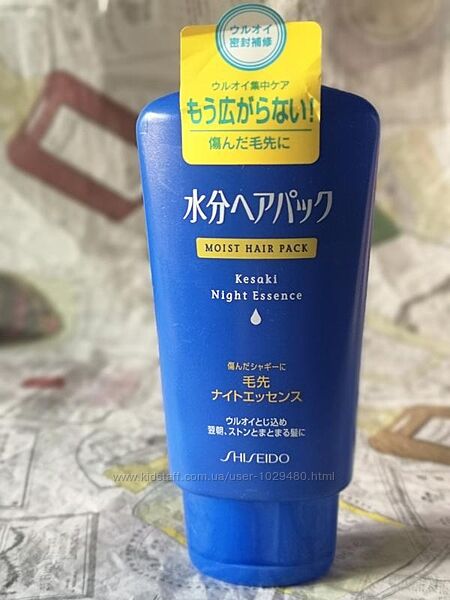 ウルオイ
密封補修
ウルオイ集中ケア
もう広がらない!
傷んだ毛先に
水分ヘアパック
MOIST HAIR PACK
Kesaki
Night Essence
傷んだシャギーに
毛先
ナイトエッセンス
ウルオイとじ込め
翌朝、ストンとまとまる髪に
SHISEIDO
www.kidstaff.com.ua/user-1029480.html